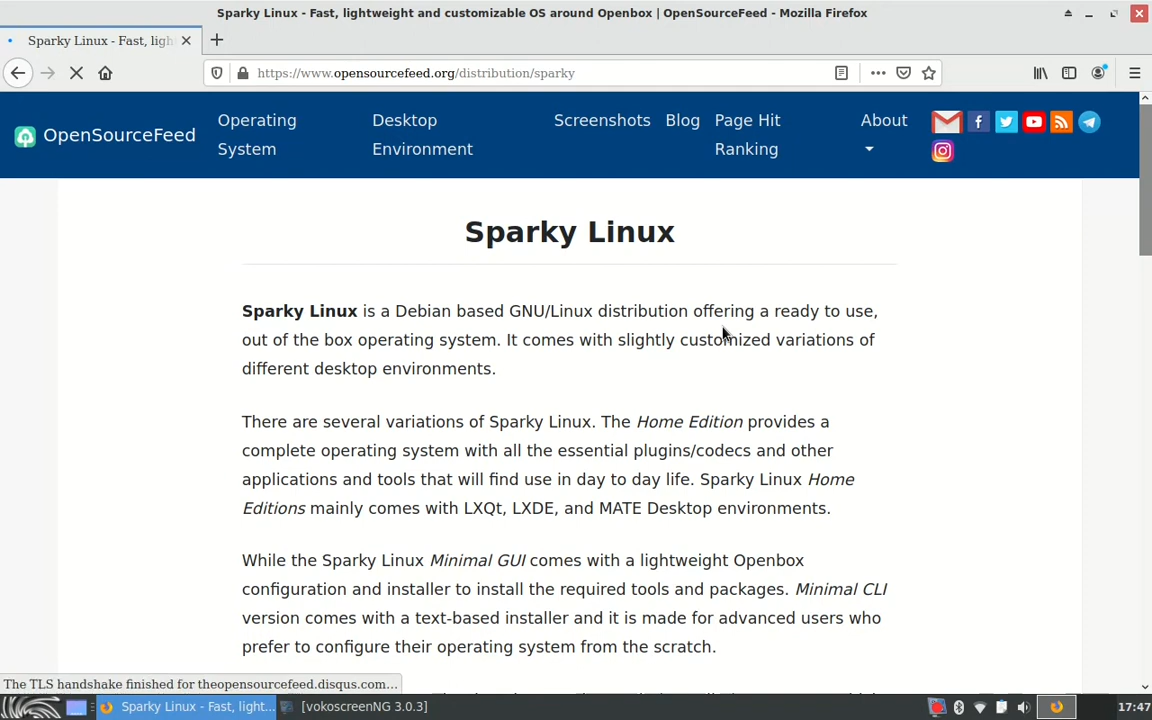 Sparky Linux - Fast, lightweight and customizable OS around Openbox | OpenSourceFeed - Mozilla Firefox
Sparky Linux - Fast, ligh
https://www.opensourcefeed.org/distribution/sparky
OpenSourceFeed
Operating System
Desktop Environment
Screenshots
Blog
Page Hit Ranking
About
Sparky Linux
Sparky Linux is a Debian based GNU/Linux distribution offering a ready to use,
out of the box operating system. It comes with slightly customized variations of
different desktop environments.
There are several variations of Sparky Linux. The Home Edition provides a
complete operating system with all the essential plugins/codecs and other
applications and tools that will find use in day to day life. Sparky Linux Home
Editions mainly comes with LXQt, LXDE, and MATE Desktop environments.
While the Sparky Linux Minimal GUI comes with a lightweight Openbox
configuration and installer to install the required tools and packages. Minimal CLI
version comes with a text-based installer and it is made for advanced users who
prefer to configure their operating system from the scratch.
The TLS handshake finished for theopensourcefeed.disqus.com...
Sparky Linux - Fast, light...
[vokoscreenNG 3.0.3]
17:47